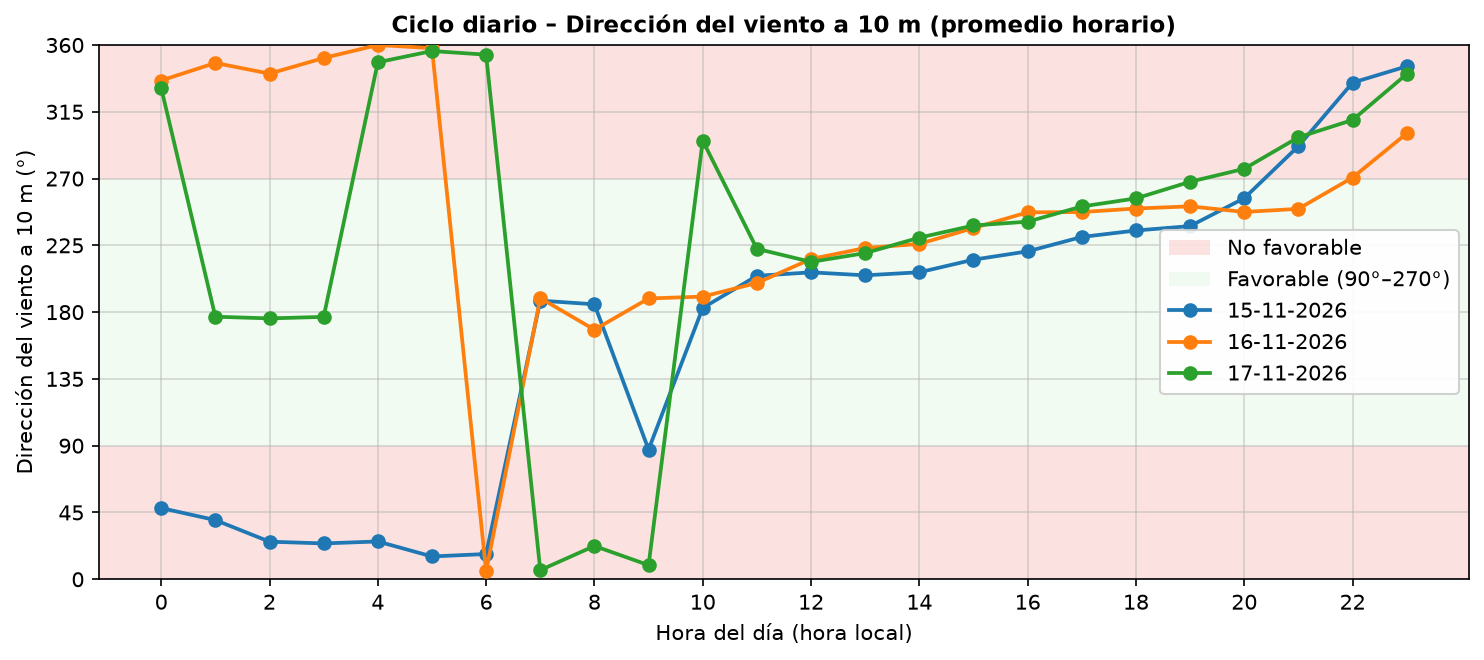 Ciclo diario – Dirección del viento a 10 m (promedio horario)
Dirección del viento a 10 m (°)
360
315
270
225
180
135
90
45
0
No favorable
Favorable (90°–270°)
15-11-2026
16-11-2026
17-11-2026
0 2 4 6 8 10 12 14 16 18 20 22
Hora del día (hora local)